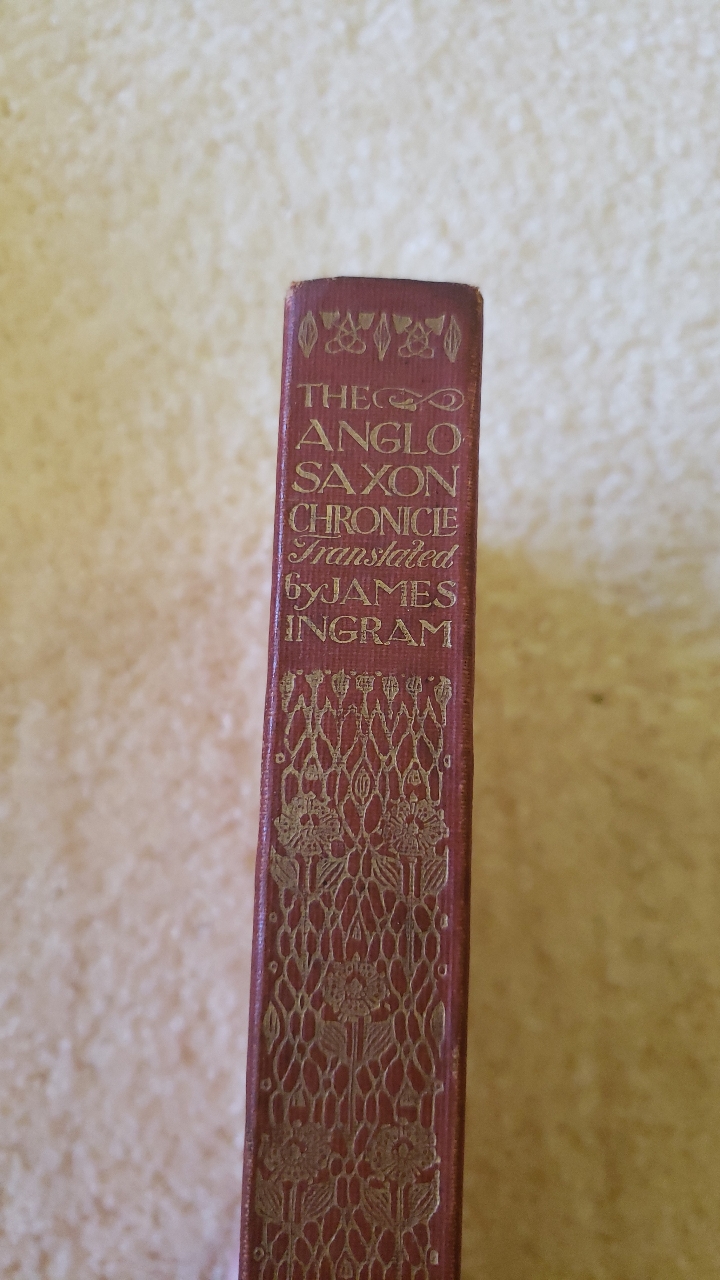 THE
ANGLO
SAXON
CHRONICLE
Translated
by JAMES
INGRAM